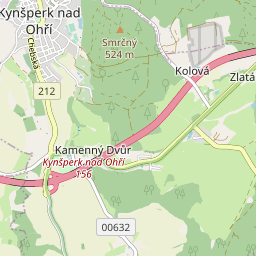 Kynšperk nad
Ohří
Chebská
Smrčný
524 m
Kolová
Zlatá
212
Kamenný Dvůr
Kynšperk nad Ohří
156
00632